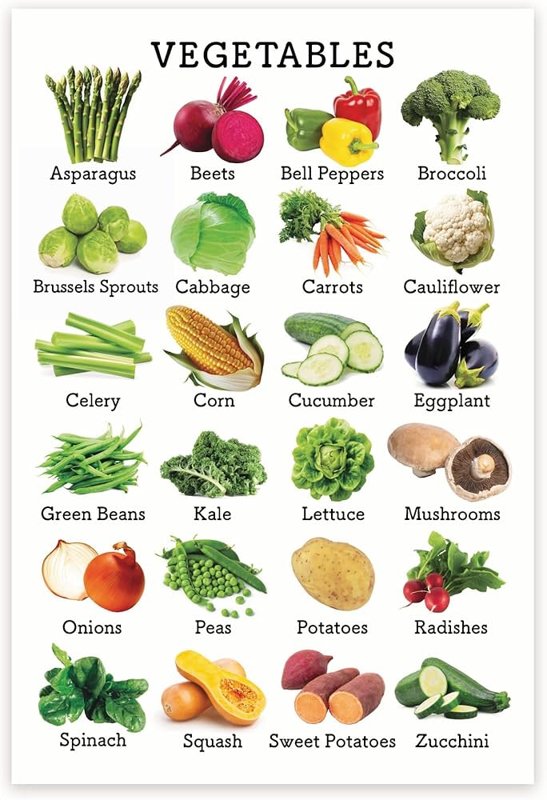 VEGETABLES
Asparagus
Beets
Bell Peppers
Broccoli
Brussels Sprouts
Cabbage
Carrots
Cauliflower
Celery
Corn
Cucumber
Eggplant
Green Beans
Kale
Lettuce
Mushrooms
Onions
Peas
Potatoes
Radishes
Spinach
Squash
Sweet Potatoes
Zucchini